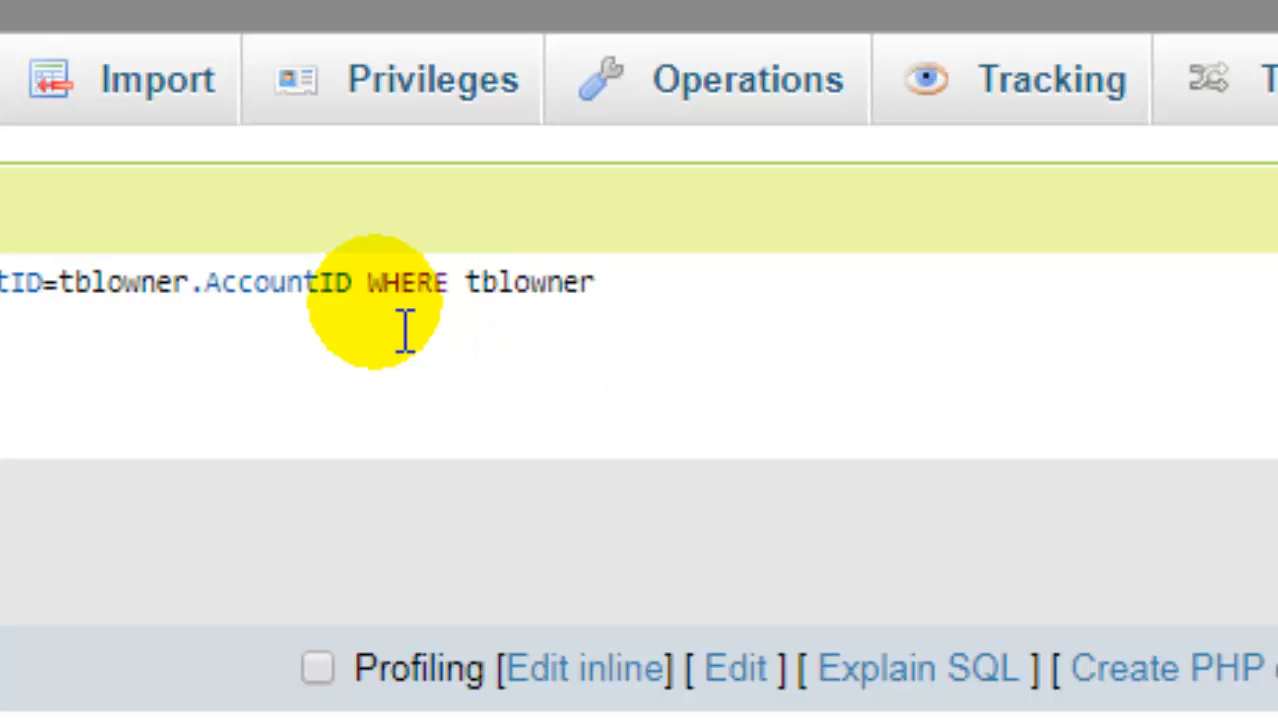 Import Privileges Operations Tracking T
tID=tblowner.AccountID WHERE tblowner
Profiling [Edit inline] [ Edit ] [ Explain SQL ] [ Create PHP